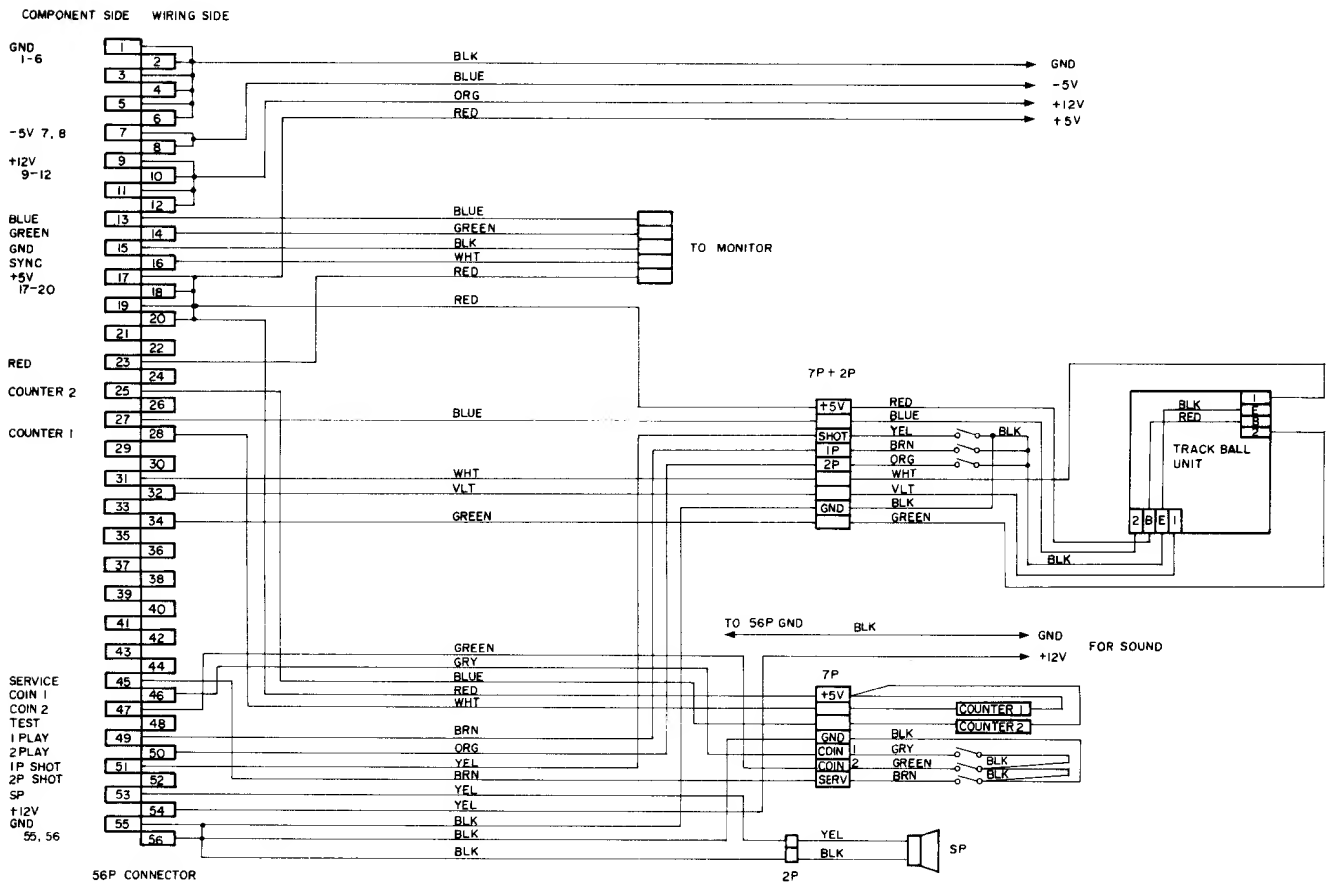 COMPONENT SIDE WIRING SIDE
GND
1-6
-5V 7, 8
+12V
9-12
BLUE
GREEN
GND
SYNC
+5V
17-20
RED
COUNTER 2
COUNTER 1
SERVICE
COIN 1
COIN 2
TEST
1 PLAY
2 PLAY
1P SHOT
2P SHOT
SP
+12V
GND
55, 56
1
2
3
4
5
6
7
8
9
10
11
12
13
14
15
16
17
18
19
20
21
22
23
24
25
26
27
28
29
30
31
32
33
34
35
36
37
38
39
40
41
42
43
44
45
46
47
48
49
50
51
52
53
54
55
56
56P CONNECTOR
BLK
BLUE
ORG
RED
GND
-5V
+12V
+5V
BLUE
GREEN
BLK
WHT
RED
TO MONITOR
RED
BLUE
WHT
VLT
GREEN
7P + 2P
+5V
SHOT
1P
2P
GND
RED
BLUE
YEL
BRN
ORG
WHT
VLT
BLK
GREEN
BLK
BLK
RED
1
E
B
2
TRACK BALL
UNIT
2 B E 1
BLK
TO 56P GND BLK GND
+12V
FOR SOUND
GREEN
GRY
BLUE
RED
WHT
BRN
ORG
YEL
BRN
YEL
YEL
BLK
BLK
BLK
7P
+5V
GND
COIN 1
COIN 2
SERV
COUNTER 1
COUNTER 2
BLK
GRY
GREEN
BRN
BLK
BLK
YEL
BLK
2P
SP